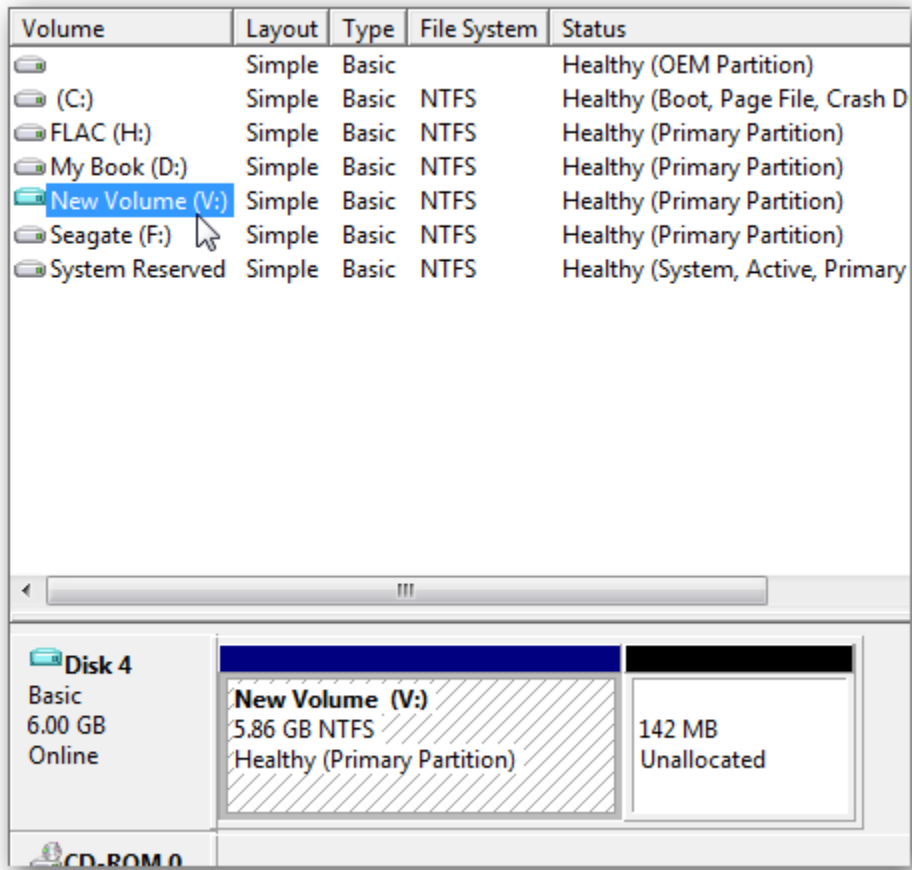 Volume Layout Type File System Status
Simple Basic Healthy (OEM Partition)
(C:) Simple Basic NTFS Healthy (Boot, Page File, Crash D
FLAC (H:) Simple Basic NTFS Healthy (Primary Partition)
My Book (D:) Simple Basic NTFS Healthy (Primary Partition)
New Volume (V:) Simple Basic NTFS Healthy (Primary Partition)
Seagate (F:) Simple Basic NTFS Healthy (Primary Partition)
System Reserved Simple Basic NTFS Healthy (System, Active, Primary
Disk 4
Basic
6.00 GB
Online
New Volume (V:)
5.86 GB NTFS
Healthy (Primary Partition)
142 MB
Unallocated
CD-ROM 0